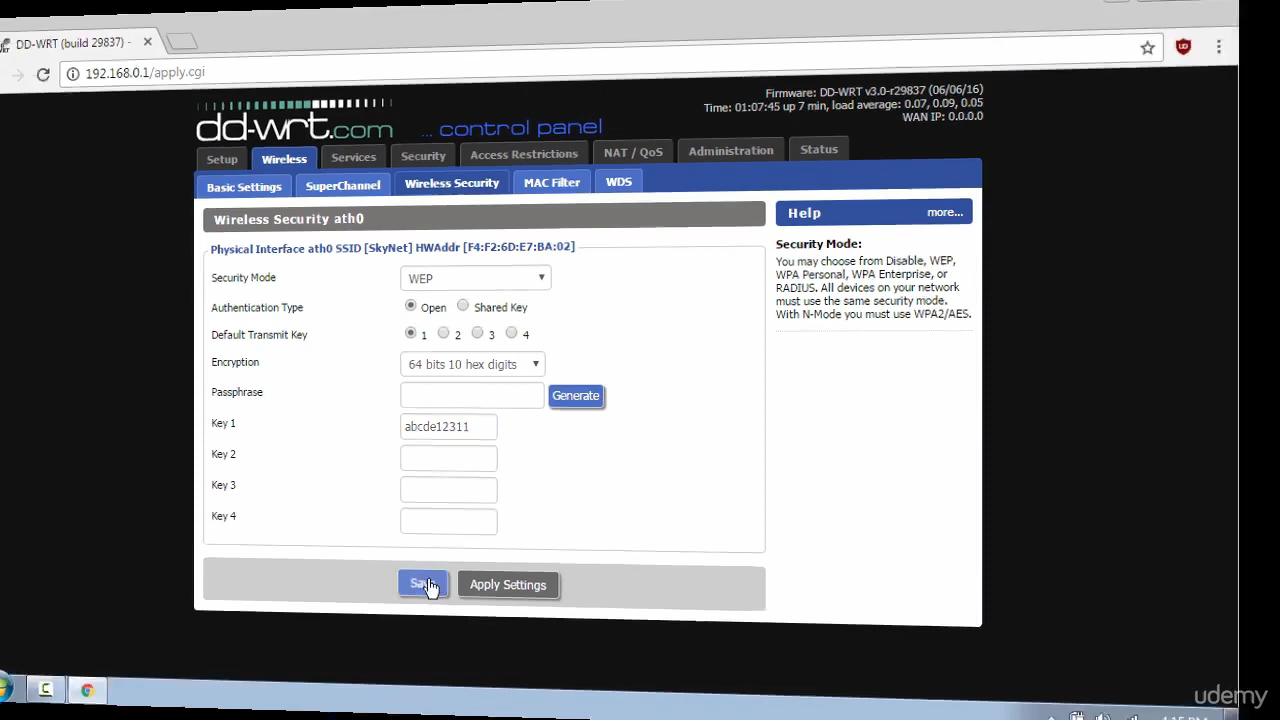 DD-WRT (build 29837) -
192.168.0.1/apply.cgi
Firmware: DD-WRT v3.0-r29837 (06/06/16)
Time: 01:07:45 up 7 min, load average: 0.07, 0.09, 0.05
WAN IP: 0.0.0.0
dd-wrt.com ... control panel
Setup Wireless Services Security Access Restrictions NAT / QoS Administration Status
Basic Settings SuperChannel Wireless Security MAC Filter WDS
Wireless Security ath0
Help more...
Physical Interface ath0 SSID [SkyNet] HWAddr [F4:F2:6D:E7:BA:02]
Security Mode WEP
Authentication Type Open Shared Key
Default Transmit Key 1 2 3 4
Encryption 64 bits 10 hex digits
Passphrase Generate
Key 1 abcde12311
Key 2
Key 3
Key 4
Security Mode:
You may choose from Disable, WEP,
WPA Personal, WPA Enterprise, or
RADIUS. All devices on your network
must use the same security mode.
With N-Mode you must use WPA2/AES.
Save Apply Settings
udemy